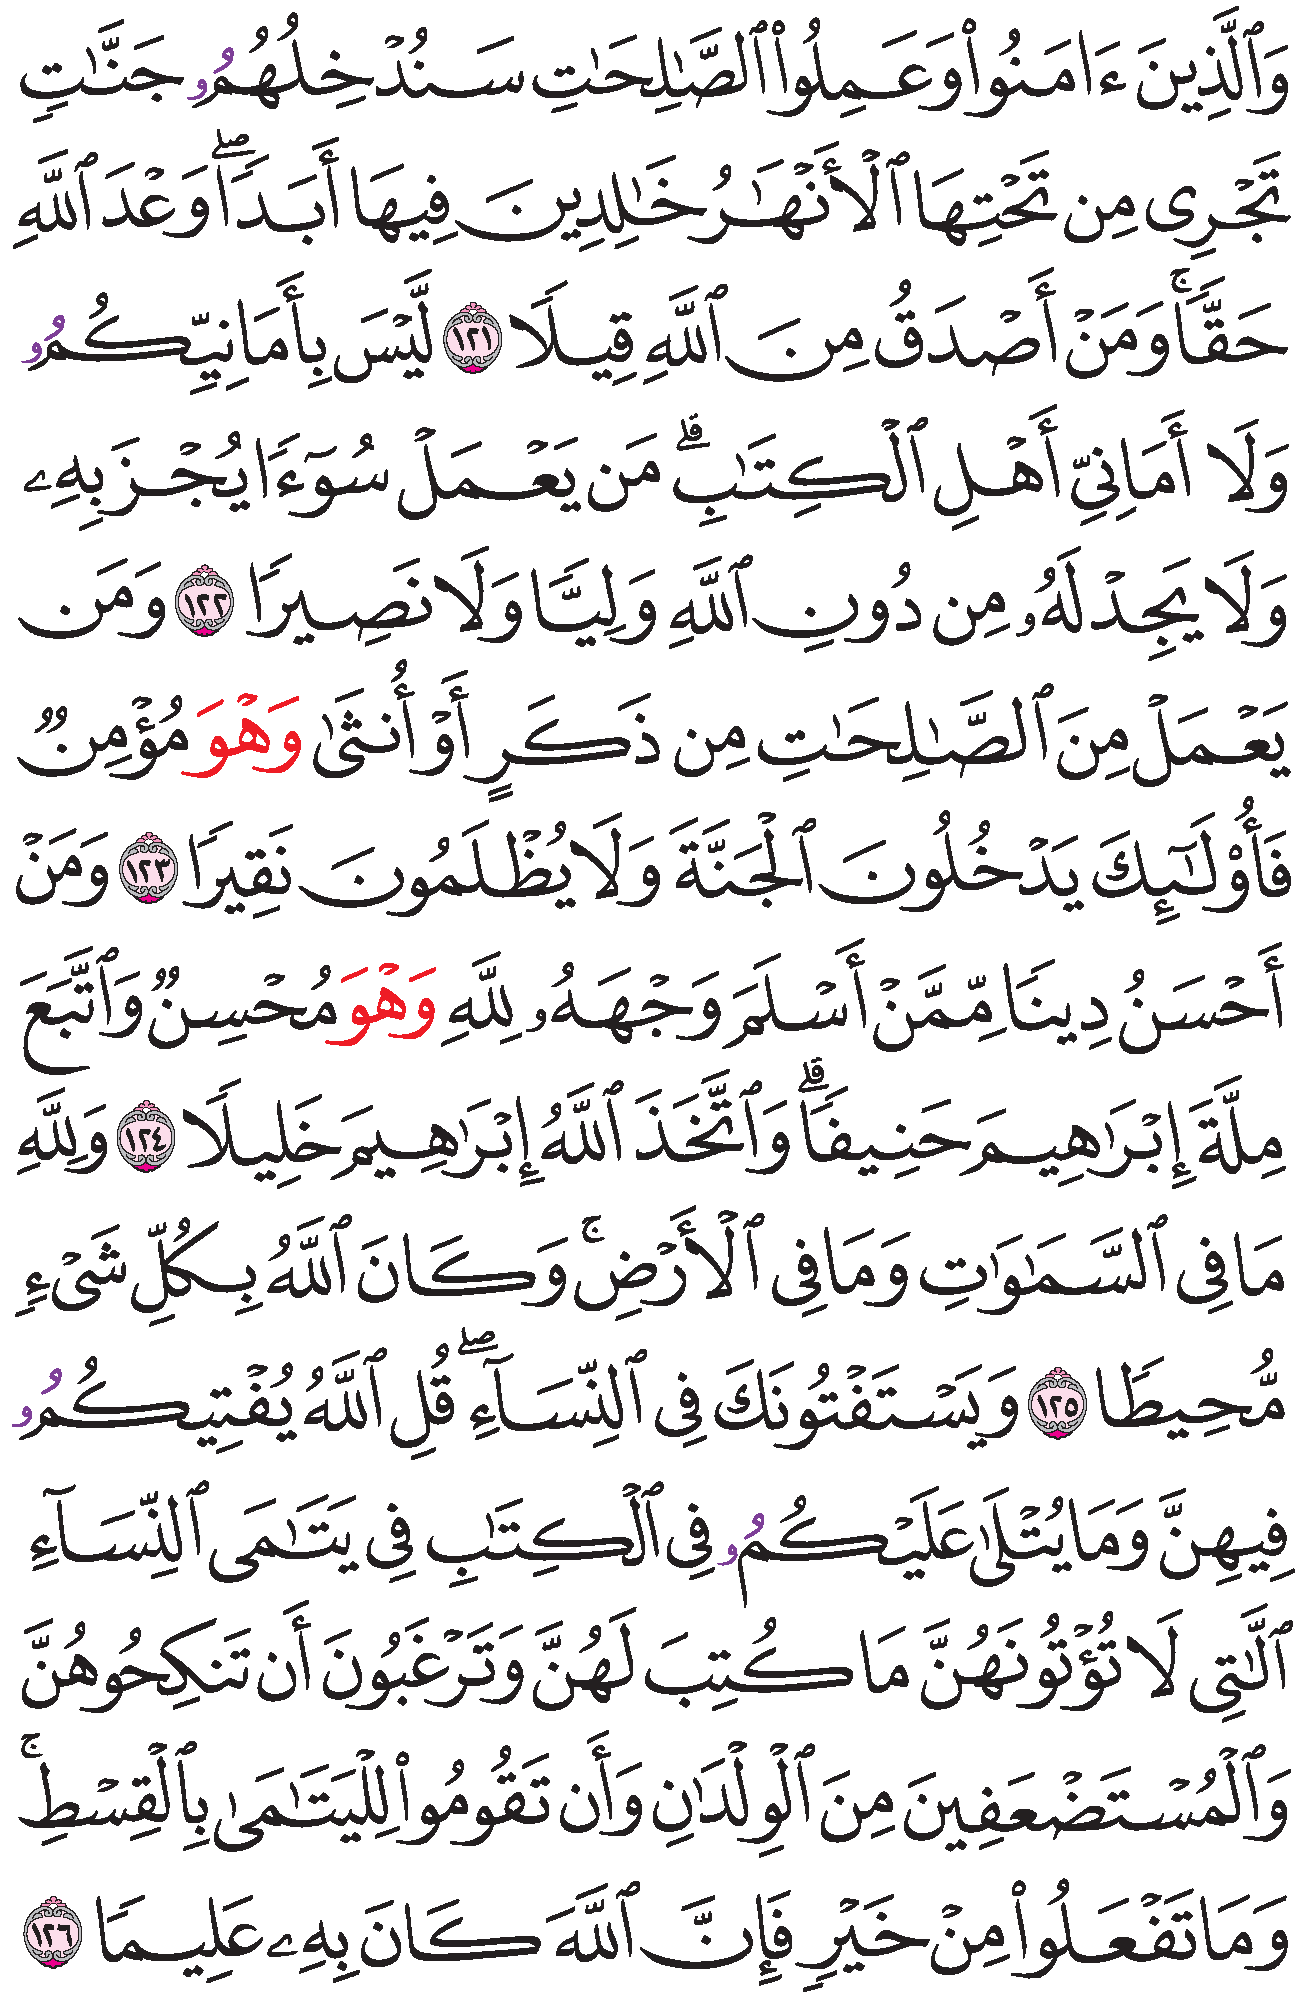 وَٱلَّذِينَ ءَامَنُواْ وَعَمِلُواْ ٱلصَّٰلِحَٰتِ سَنُدْخِلُهُمُۥ جَنَّٰتٍ
تَجْرِى مِن تَحْتِهَا ٱلْأَنْهَٰرُ خَٰلِدِينَ فِيهَا أَبَدًاۖ وَعْدَ ٱللَّهِ
حَقًّاۚ وَمَنْ أَصْدَقُ مِنَ ٱللَّهِ قِيلًا ١٢١ لَّيْسَ بِأَمَانِيِّكُمُۥ
وَلَا أَمَانِىِّ أَهْلِ ٱلْكِتَٰبِۗ مَن يَعْمَلْ سُوٓءًا يُجْزَ بِهِۦ
وَلَا يَجِدْ لَهُۥ مِن دُونِ ٱللَّهِ وَلِيًّا وَلَا نَصِيرًا ١٢٢ وَمَن
يَعْمَلْ مِنَ ٱلصَّٰلِحَٰتِ مِن ذَكَرٍ أَوْ أُنثَىٰ وَهْوَ مُؤْمِنٌ
فَأُوْلَٰٓئِكَ يَدْخُلُونَ ٱلْجَنَّةَ وَلَا يُظْلَمُونَ نَقِيرًا ١٢٣ وَمَنْ
أَحْسَنُ دِينًا مِّمَّنْ أَسْلَمَ وَجْهَهُۥ لِلَّهِ وَهْوَ مُحْسِنٌ وَٱتَّبَعَ
مِلَّةَ إِبْرَٰهِيمَ حَنِيفًاۗ وَٱتَّخَذَ ٱللَّهُ إِبْرَٰهِيمَ خَلِيلًا ١٢٤ وَلِلَّهِ
مَا فِى ٱلسَّمَٰوَٰتِ وَمَا فِى ٱلْأَرْضِۚ وَكَانَ ٱللَّهُ بِكُلِّ شَىْءٍ
مُّحِيطًا ١٢٥ وَيَسْتَفْتُونَكَ فِى ٱلنِّسَآءِۖ قُلِ ٱللَّهُ يُفْتِيكُمُۥ
فِيهِنَّ وَمَا يُتْلَىٰ عَلَيْكُمُۥ فِى ٱلْكِتَٰبِ فِى يَتَٰمَى ٱلنِّسَآءِ
ٱلَّٰتِى لَا تُؤْتُونَهُنَّ مَا كُتِبَ لَهُنَّ وَتَرْغَبُونَ أَن تَنكِحُوهُنَّ
وَٱلْمُسْتَضْعَفِينَ مِنَ ٱلْوِلْدَٰنِ وَأَن تَقُومُواْ لِلْيَتَٰمَىٰ بِٱلْقِسْطِۚ
وَمَا تَفْعَلُواْ مِنْ خَيْرٍ فَإِنَّ ٱللَّهَ كَانَ بِهِۦ عَلِيمًا ١٢٦